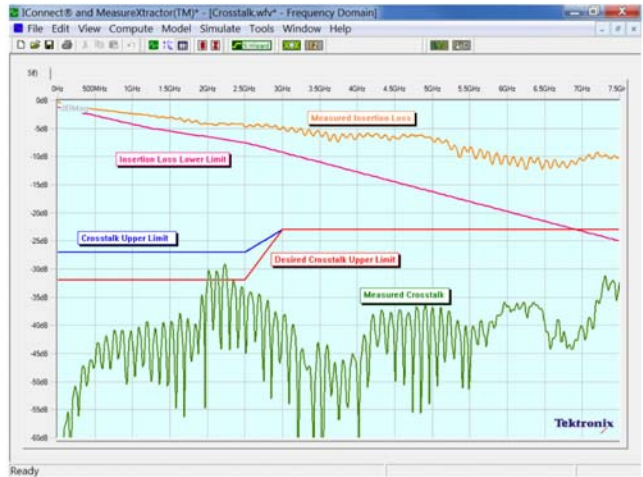 IConnect® and MeasureXtractor(TM)* - [Crosstalk.wfv* - Frequency Domain]
File Edit View Compute Model Simulate Tools Window Help
S(f)
0Hz 500MHz 1GHz 1.5GHz 2GHz 2.5GHz 3GHz 3.5GHz 4GHz 4.5GHz 5GHz 5.5GHz 6GHz 6.5GHz 7GHz 7.5GHz
0dB
-5dB
-10dB
-15dB
-20dB
-25dB
-30dB
-35dB
-40dB
-45dB
-50dB
-55dB
-60dB
Measured Insertion Loss
Insertion Loss Lower Limit
Crosstalk Upper Limit
Desired Crosstalk Upper Limit
Measured Crosstalk
Tektronix
Ready